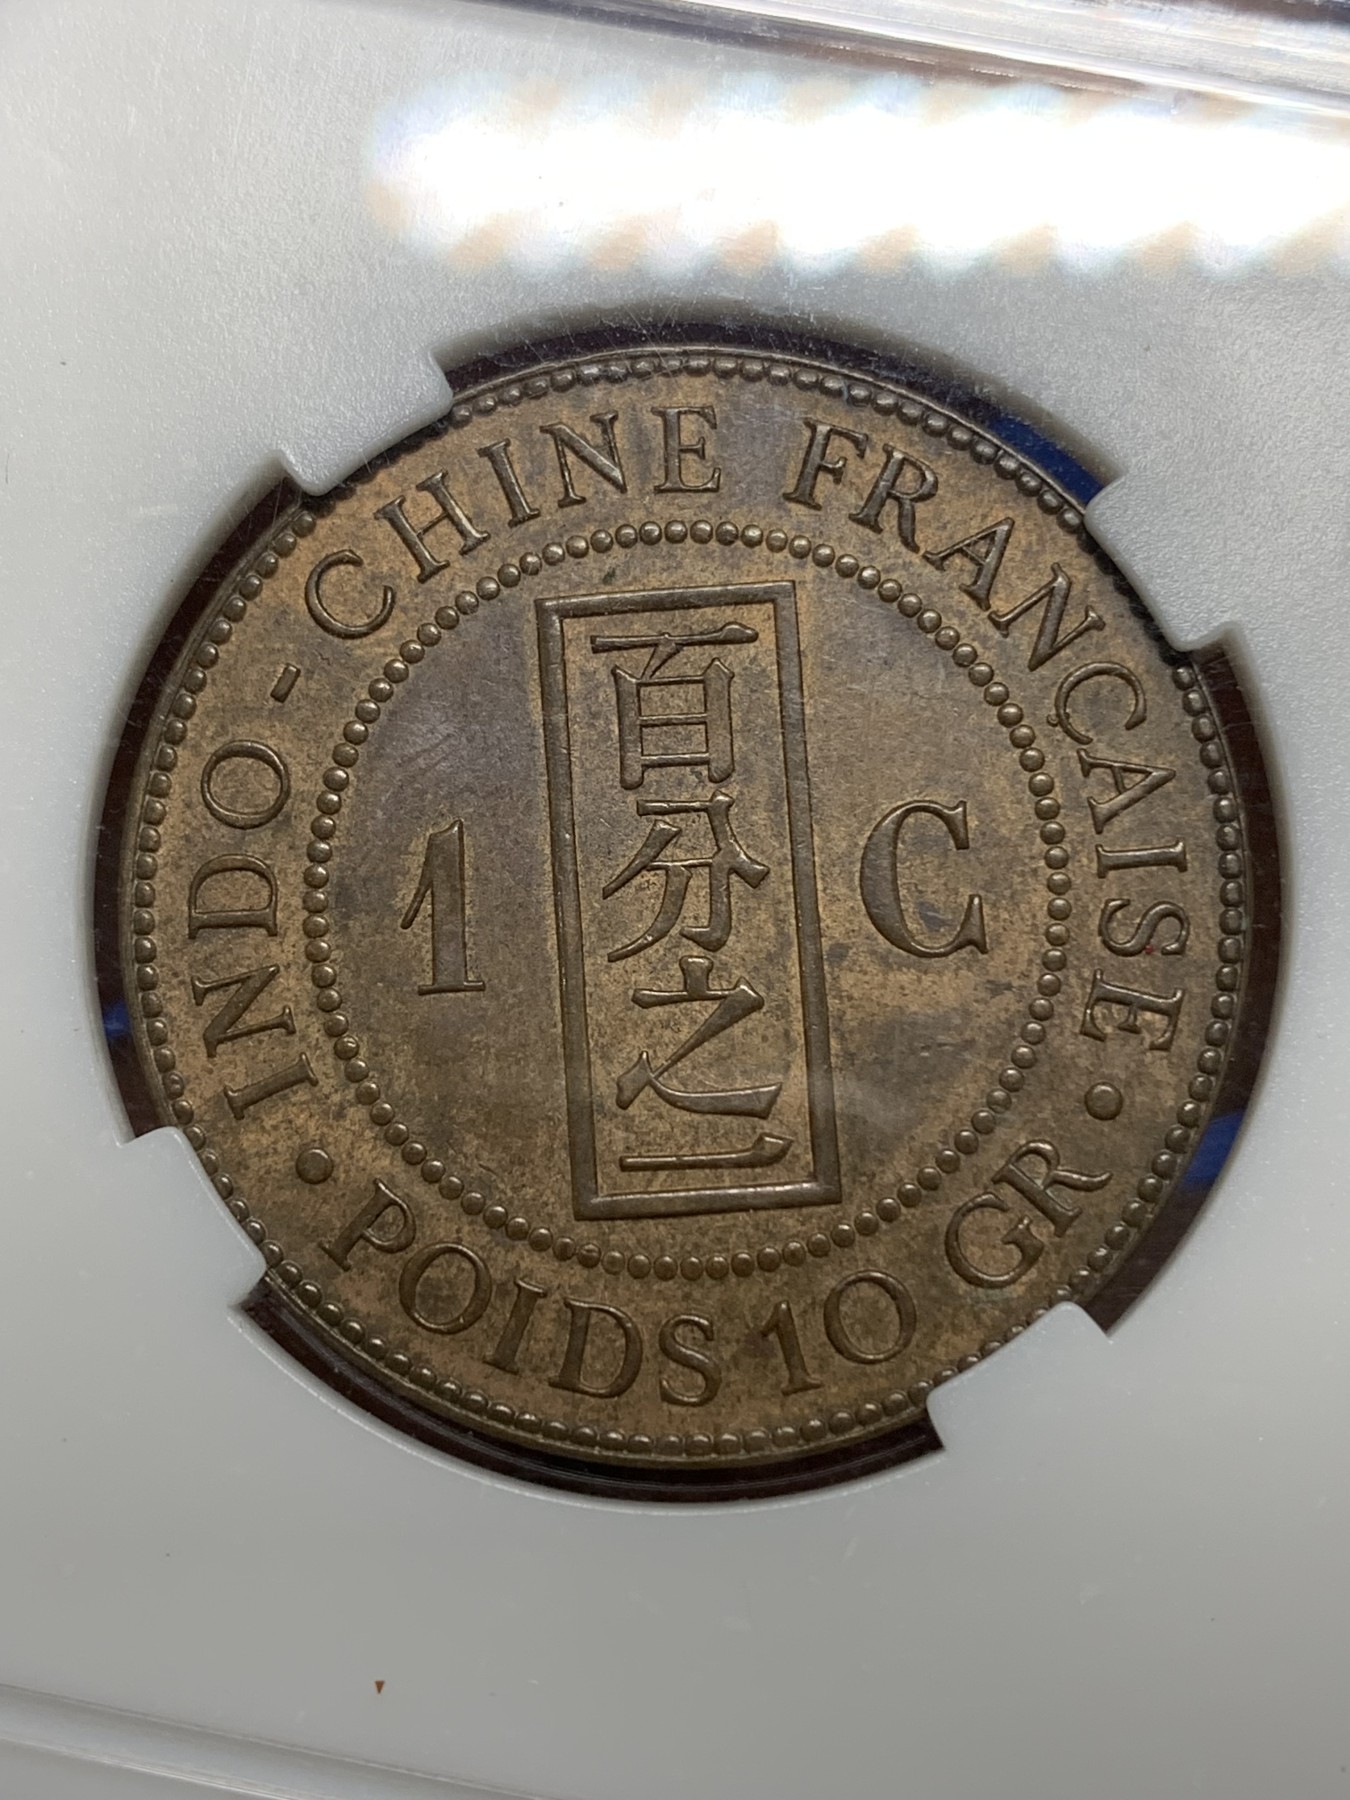 INDO-CHINE FRANÇAISE
1
百分之一
C
• POIDS 10 GR •